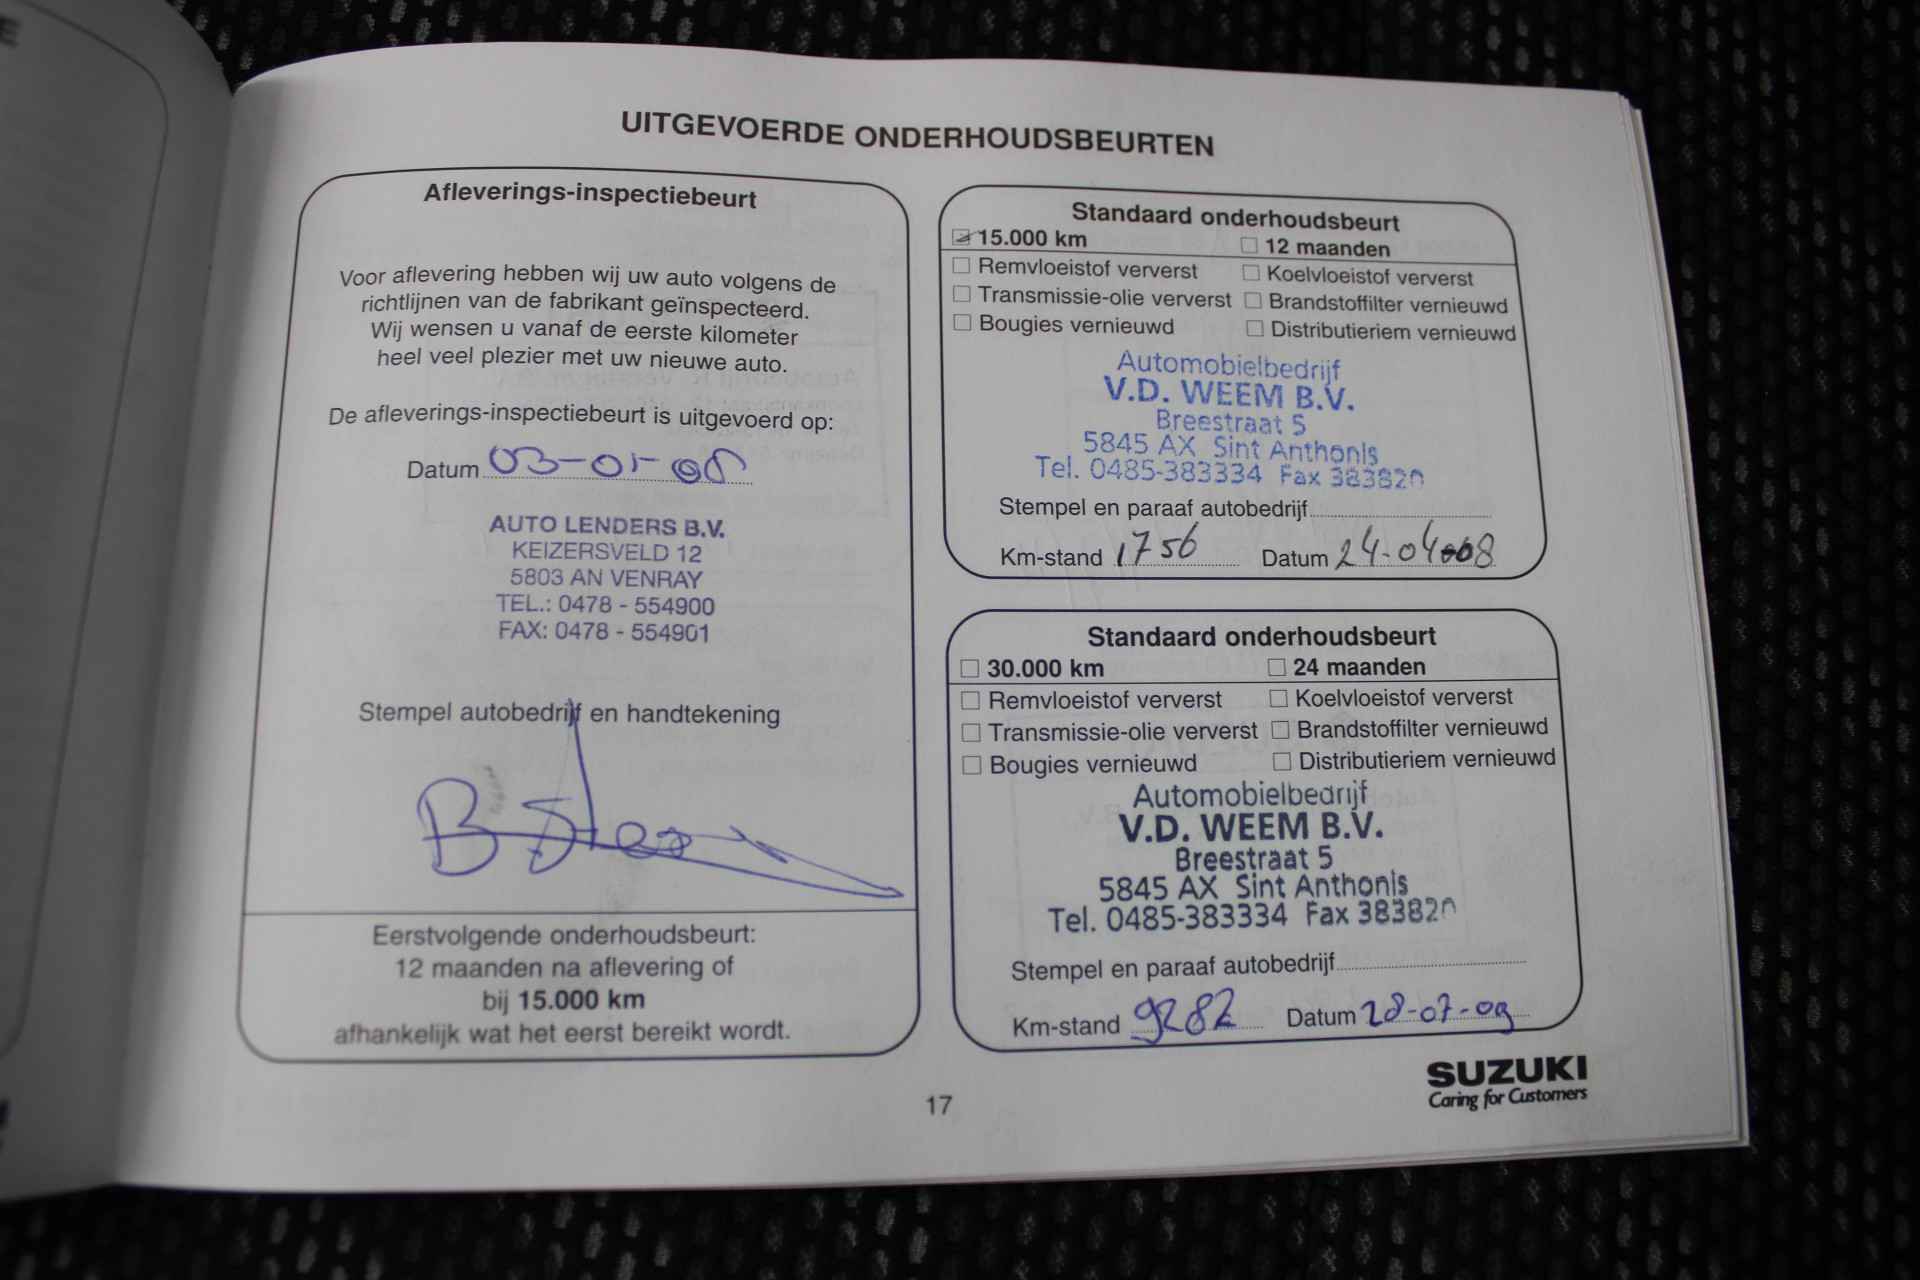 UITGEVOERDE ONDERHOUDSBEURTEN
Afleverings-inspectiebeurt
Voor aflevering hebben wij uw auto volgens de
richtlijnen van de fabrikant geïnspecteerd.
Wij wensen u vanaf de eerste kilometer
heel veel plezier met uw nieuwe auto.
De afleverings-inspectiebeurt is uitgevoerd op:
Datum 03-01-08
AUTO LENDERS B.V.
KEIZERSVELD 12
5803 AN VENRAY
TEL.: 0478 - 554900
FAX: 0478 - 554901
Stempel autobedrijf en handtekening
Eerstvolgende onderhoudsbeurt:
12 maanden na aflevering of
bij 15.000 km
afhankelijk wat het eerst bereikt wordt.
Standaard onderhoudsbeurt
15.000 km 12 maanden
Remvloeistof ververst Koelvloeistof ververst
Transmissie-olie ververst Brandstoffilter vernieuwd
Bougies vernieuwd Distributieriem vernieuwd
Automobielbedrijf
V.D. WEEM B.V.
Breestraat 5
5845 AX Sint Anthonis
Tel. 0485-383334 Fax 383820
Stempel en paraaf autobedrijf
Km-stand 1756 Datum 24-04-08
Standaard onderhoudsbeurt
30.000 km 24 maanden
Remvloeistof ververst Koelvloeistof ververst
Transmissie-olie ververst Brandstoffilter vernieuwd
Bougies vernieuwd Distributieriem vernieuwd
Automobielbedrijf
V.D. WEEM B.V.
Breestraat 5
5845 AX Sint Anthonis
Tel. 0485-383334 Fax 383820
Stempel en paraaf autobedrijf
Km-stand 9282 Datum 28-07-09
SUZUKI
Caring for Customers
17